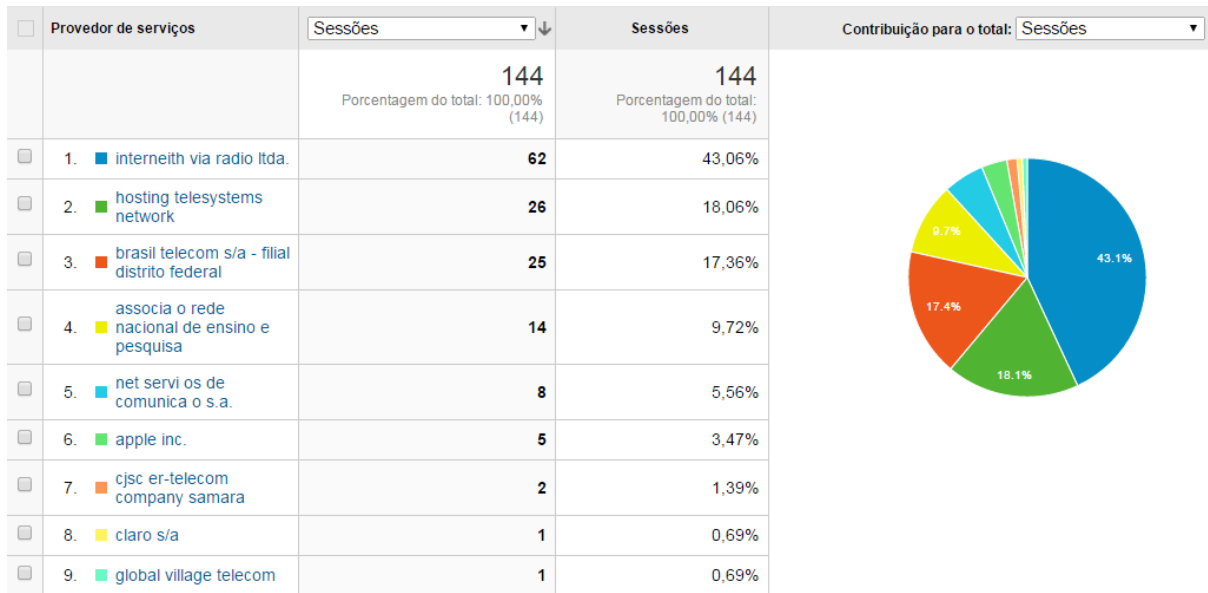 Provedor de serviços
Sessões
Sessões
Contribuição para o total: Sessões
144
Porcentagem do total: 100,00%
(144)
144
Porcentagem do total:
100,00% (144)
1. interneith via radio ltda.
62
43,06%
2. hosting telesystems
network
26
18,06%
3. brasil telecom s/a - filial
distrito federal
25
17,36%
4. associa o rede
nacional de ensino e
pesquisa
14
9,72%
5. net servi os de
comunica o s.a.
8
5,56%
6. apple inc.
5
3,47%
7. cjsc er-telecom
company samara
2
1,39%
8. claro s/a
1
0,69%
9. global village telecom
1
0,69%
9.7%
43.1%
17.4%
18.1%